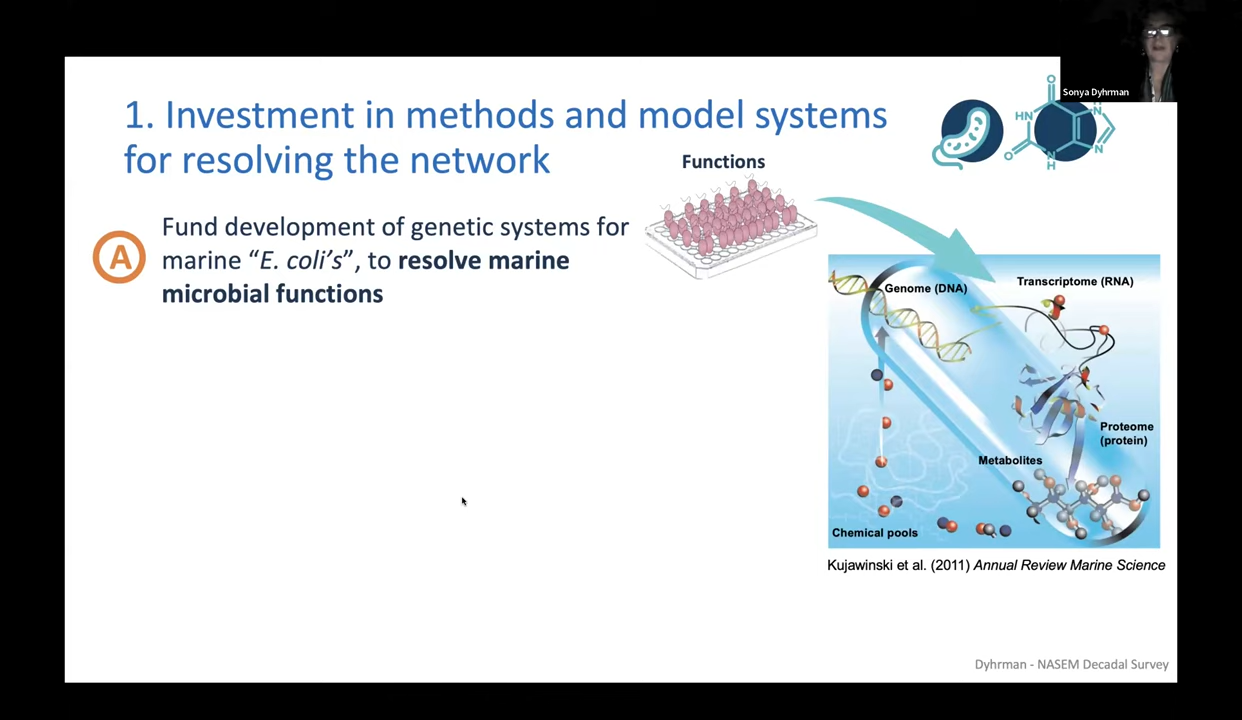 Sonya Dyhrman
1. Investment in methods and model systems
for resolving the network
O
HN
N
O
N
H
N
H
Functions
A
Fund development of genetic systems for
marine “E. coli’s”, to resolve marine
microbial functions
Genome (DNA)
Transcriptome (RNA)
Proteome
(protein)
Metabolites
Chemical pools
Kujawinski et al. (2011) Annual Review Marine Science
Dyhrman - NASEM Decadal Survey